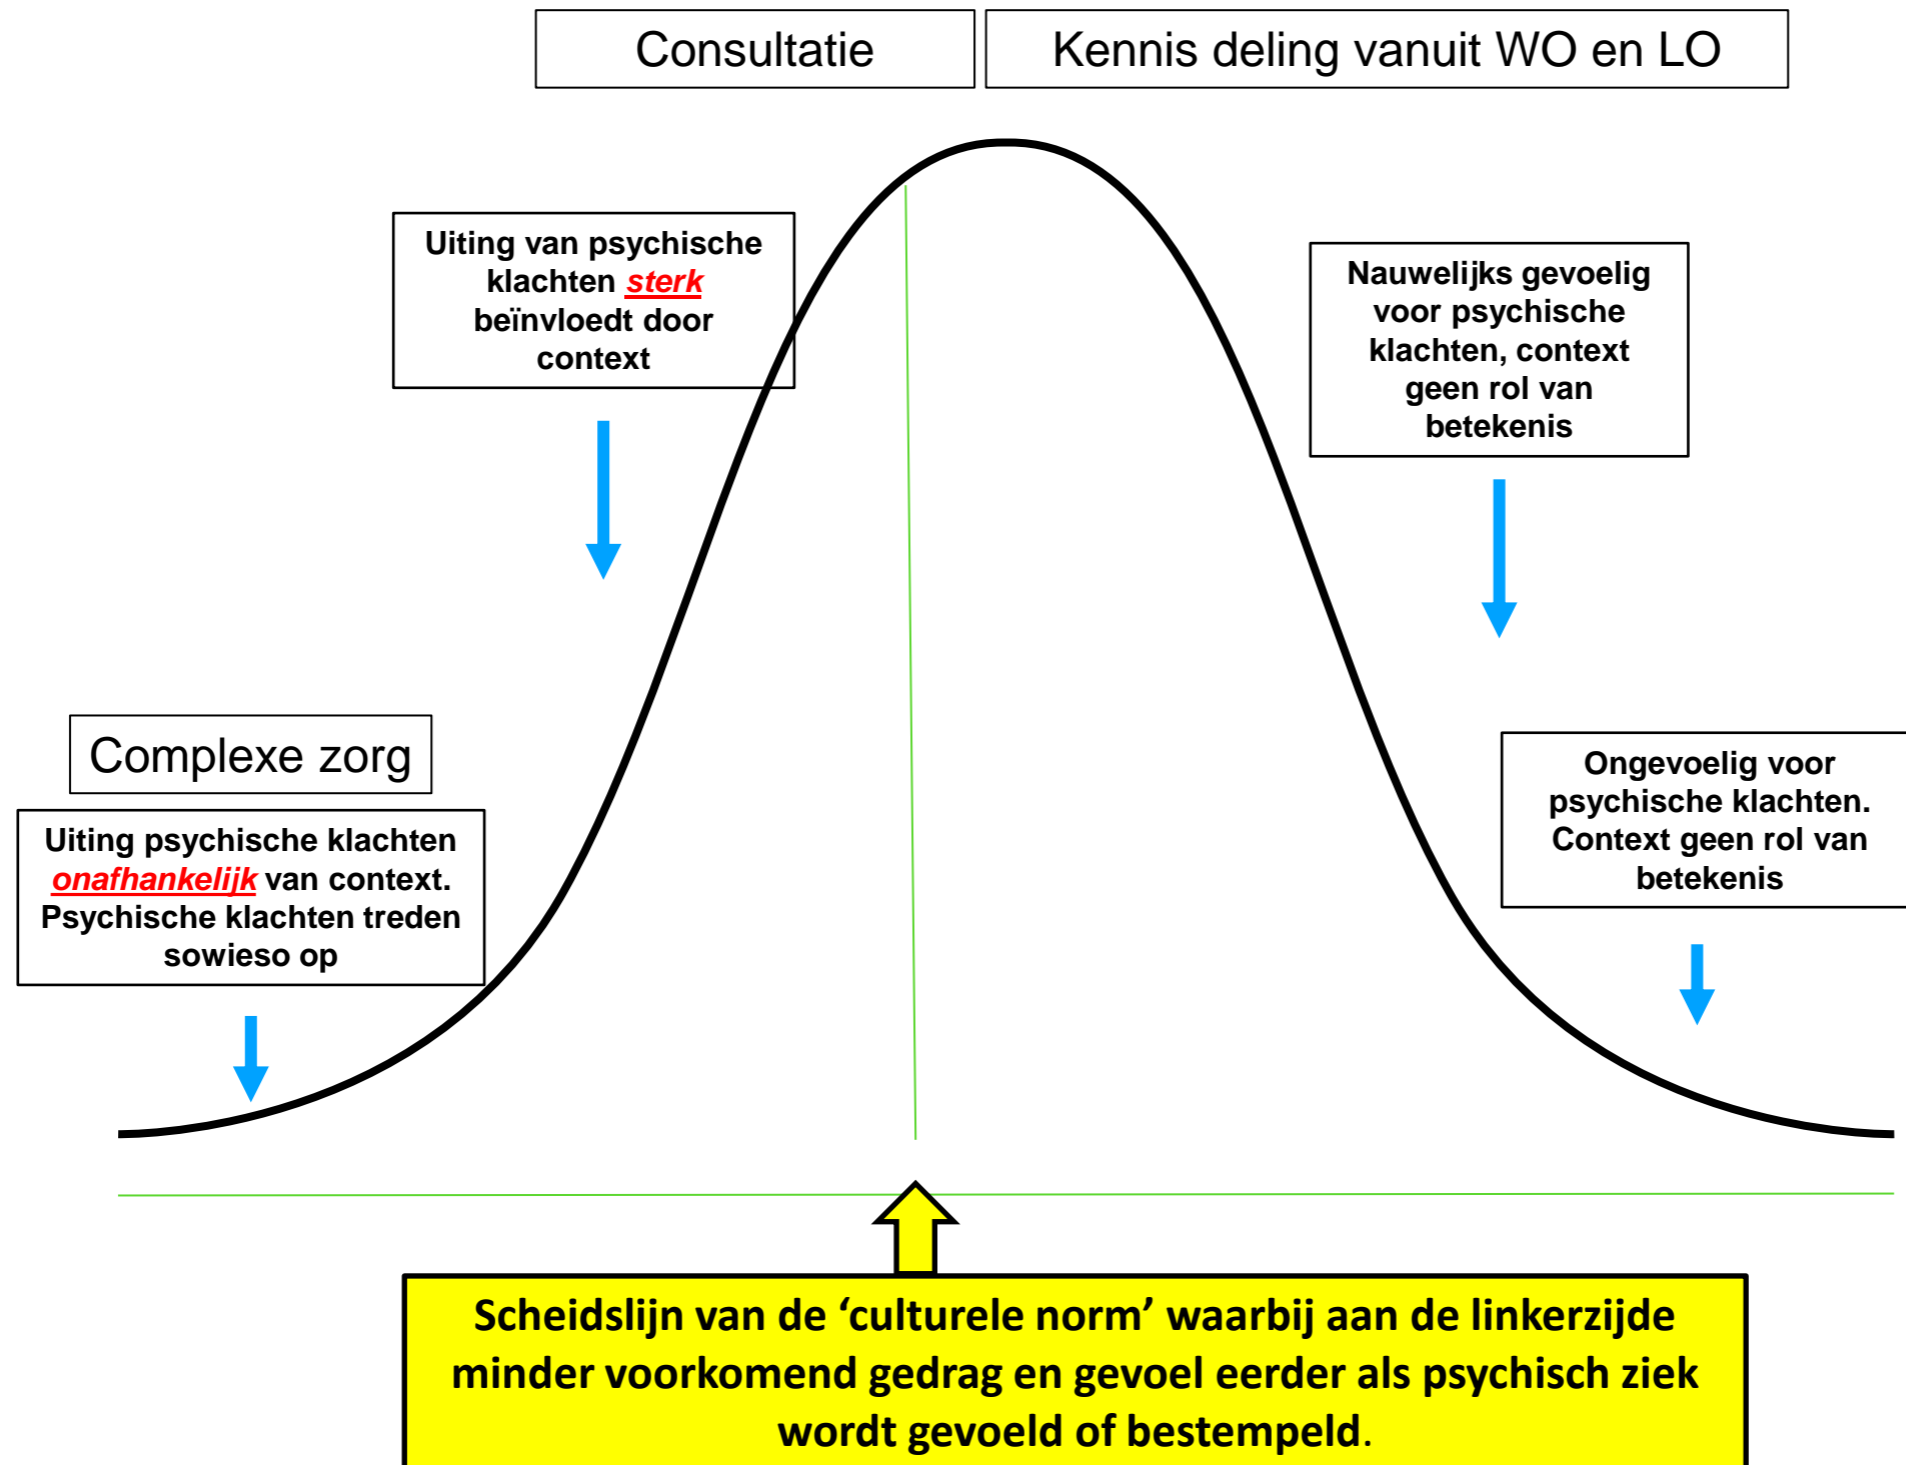 Consultatie
Kennis deling vanuit WO en LO
Uiting van psychische
klachten sterk
beïnvloedt door
context
Nauwelijks gevoelig
voor psychische
klachten, context
geen rol van
betekenis
Complexe zorg
Uiting psychische klachten
onafhankelijk van context.
Psychische klachten treden
sowieso op
Ongevoelig voor
psychische klachten.
Context geen rol van
betekenis
Scheidslijn van de ‘culturele norm’ waarbij aan de linkerzijde
minder voorkomend gedrag en gevoel eerder als psychisch ziek
wordt gevoeld of bestempeld.